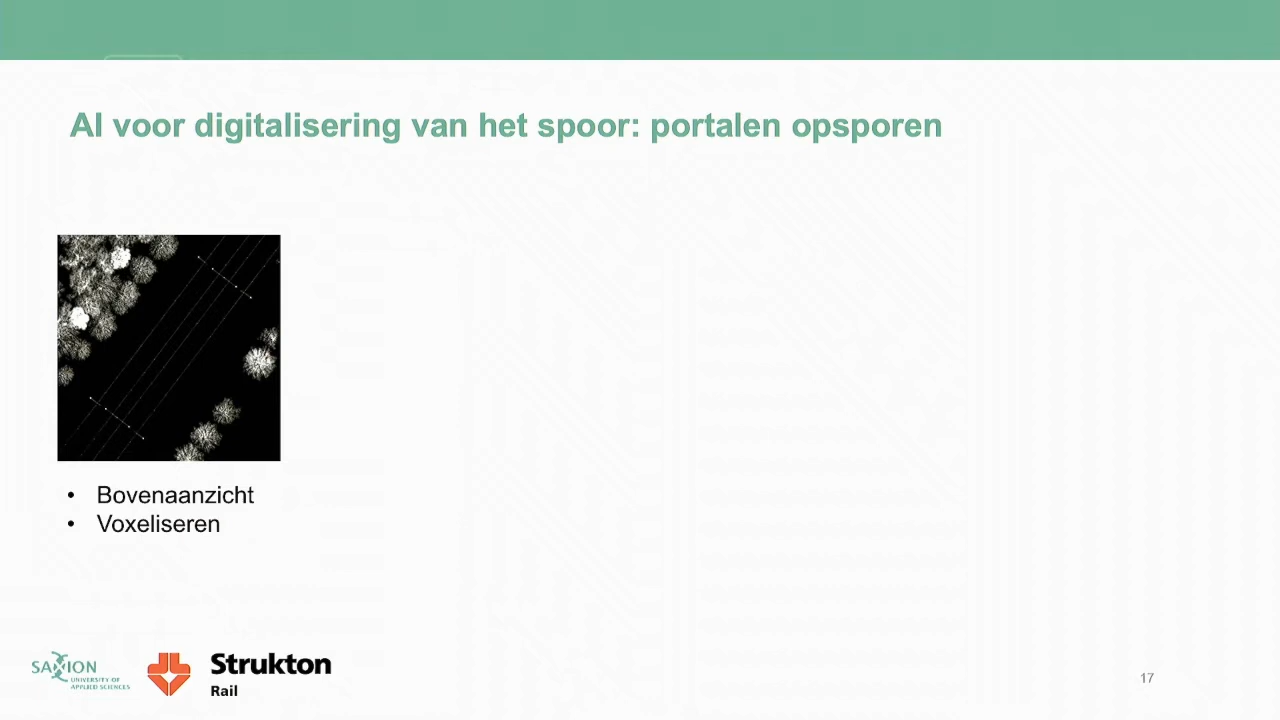 AI voor digitalisering van het spoor: portalen opsporen
• Bovenaanzicht
• Voxeliseren
SAXION
UNIVERSITY OF
APPLIED SCIENCES
Strukton
Rail
17